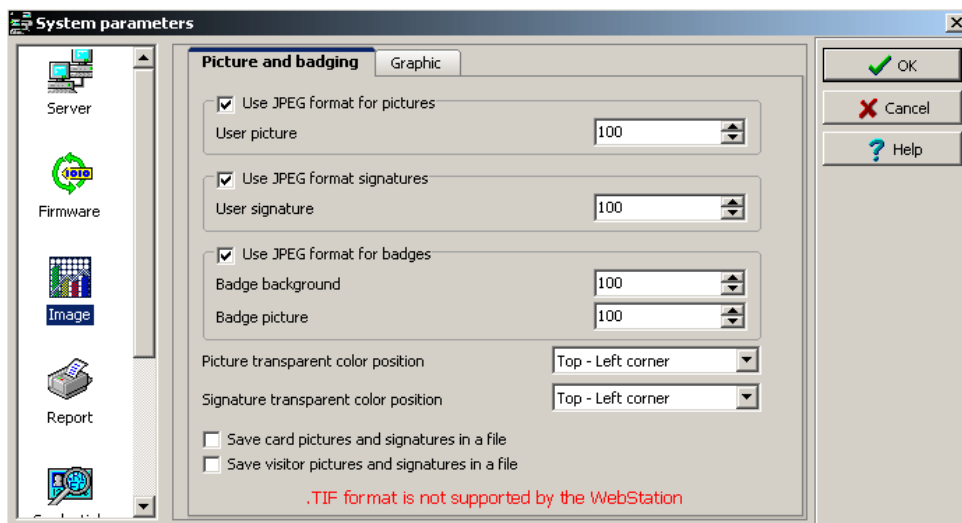 System parameters
Server
Firmware
Image
Report
Picture and badging
Graphic
Use JPEG format for pictures
User picture 100
Use JPEG format signatures
User signature 100
Use JPEG format for badges
Badge background 100
Badge picture 100
Picture transparent color position Top - Left corner
Signature transparent color position Top - Left corner
Save card pictures and signatures in a file
Save visitor pictures and signatures in a file
.TIF format is not supported by the WebStation
OK
Cancel
Help